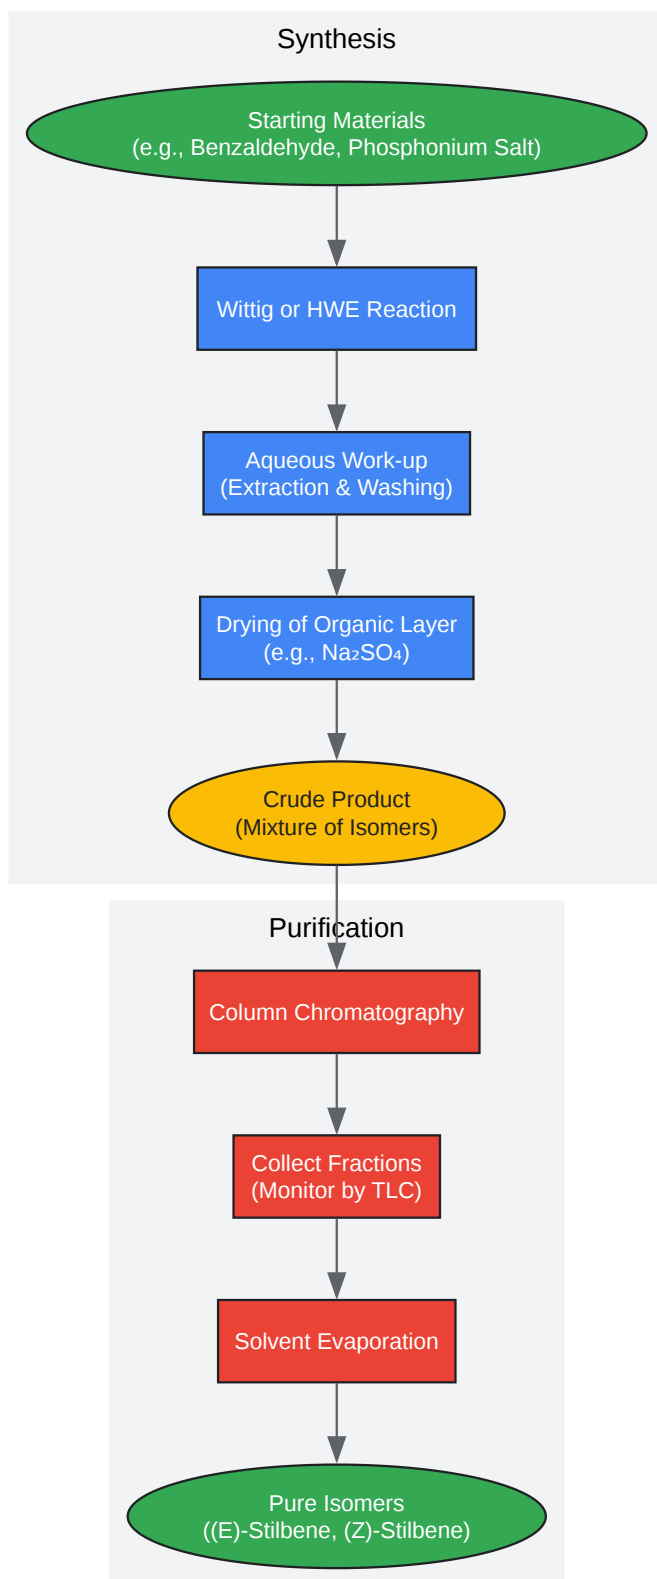 Synthesis
Starting Materials
(e.g., Benzaldehyde, Phosphonium Salt)
Wittig or HWE Reaction
Aqueous Work-up
(Extraction & Washing)
Drying of Organic Layer
(e.g., Na₂SO₄)
Crude Product
(Mixture of Isomers)
Purification
Column Chromatography
Collect Fractions
(Monitor by TLC)
Solvent Evaporation
Pure Isomers
((E)-Stilbene, (Z)-Stilbene)